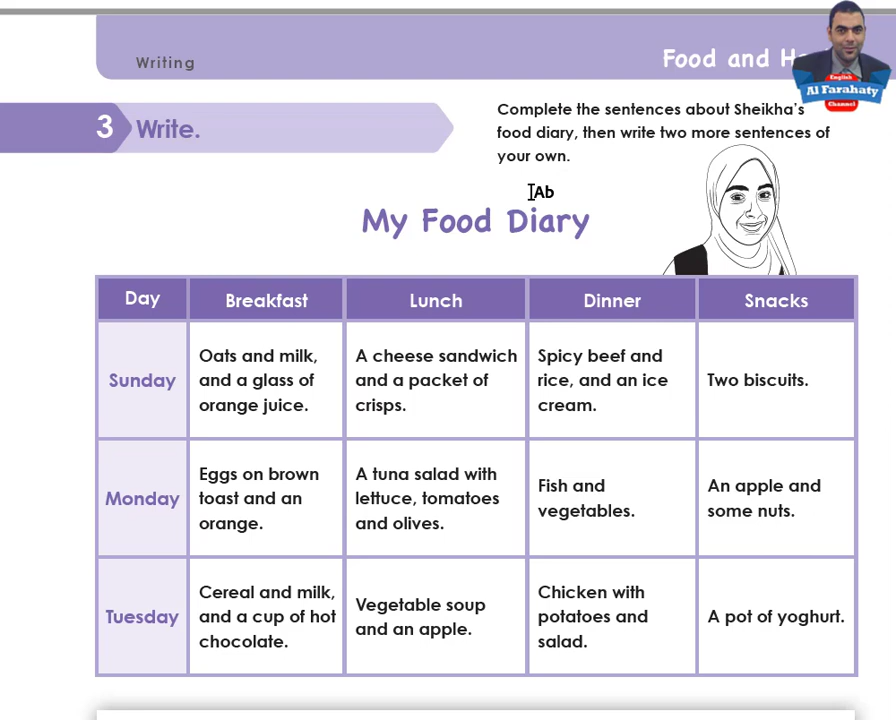 Writing
Food and H
English
Al Farahaty
Channel
3 Write.
Complete the sentences about Sheikha's
food diary, then write two more sentences of
your own.
Ab
My Food Diary
Day Breakfast Lunch Dinner Snacks
Sunday
Oats and milk,
and a glass of
orange juice.
A cheese sandwich
and a packet of
crisps.
Spicy beef and
rice, and an ice
cream.
Two biscuits.
Monday
Eggs on brown
toast and an
orange.
A tuna salad with
lettuce, tomatoes
and olives.
Fish and
vegetables.
An apple and
some nuts.
Tuesday
Cereal and milk,
and a cup of hot
chocolate.
Vegetable soup
and an apple.
Chicken with
potatoes and
salad.
A pot of yoghurt.